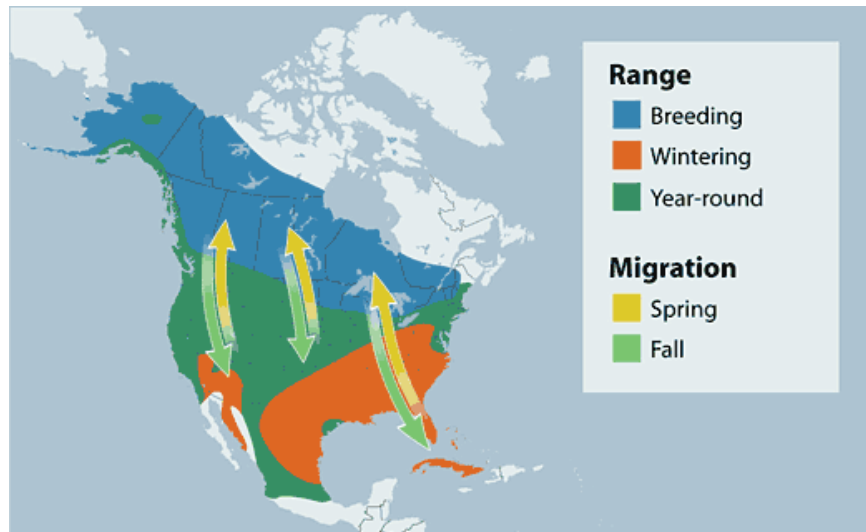 Range
Breeding
Wintering
Year-round
Migration
Spring
Fall